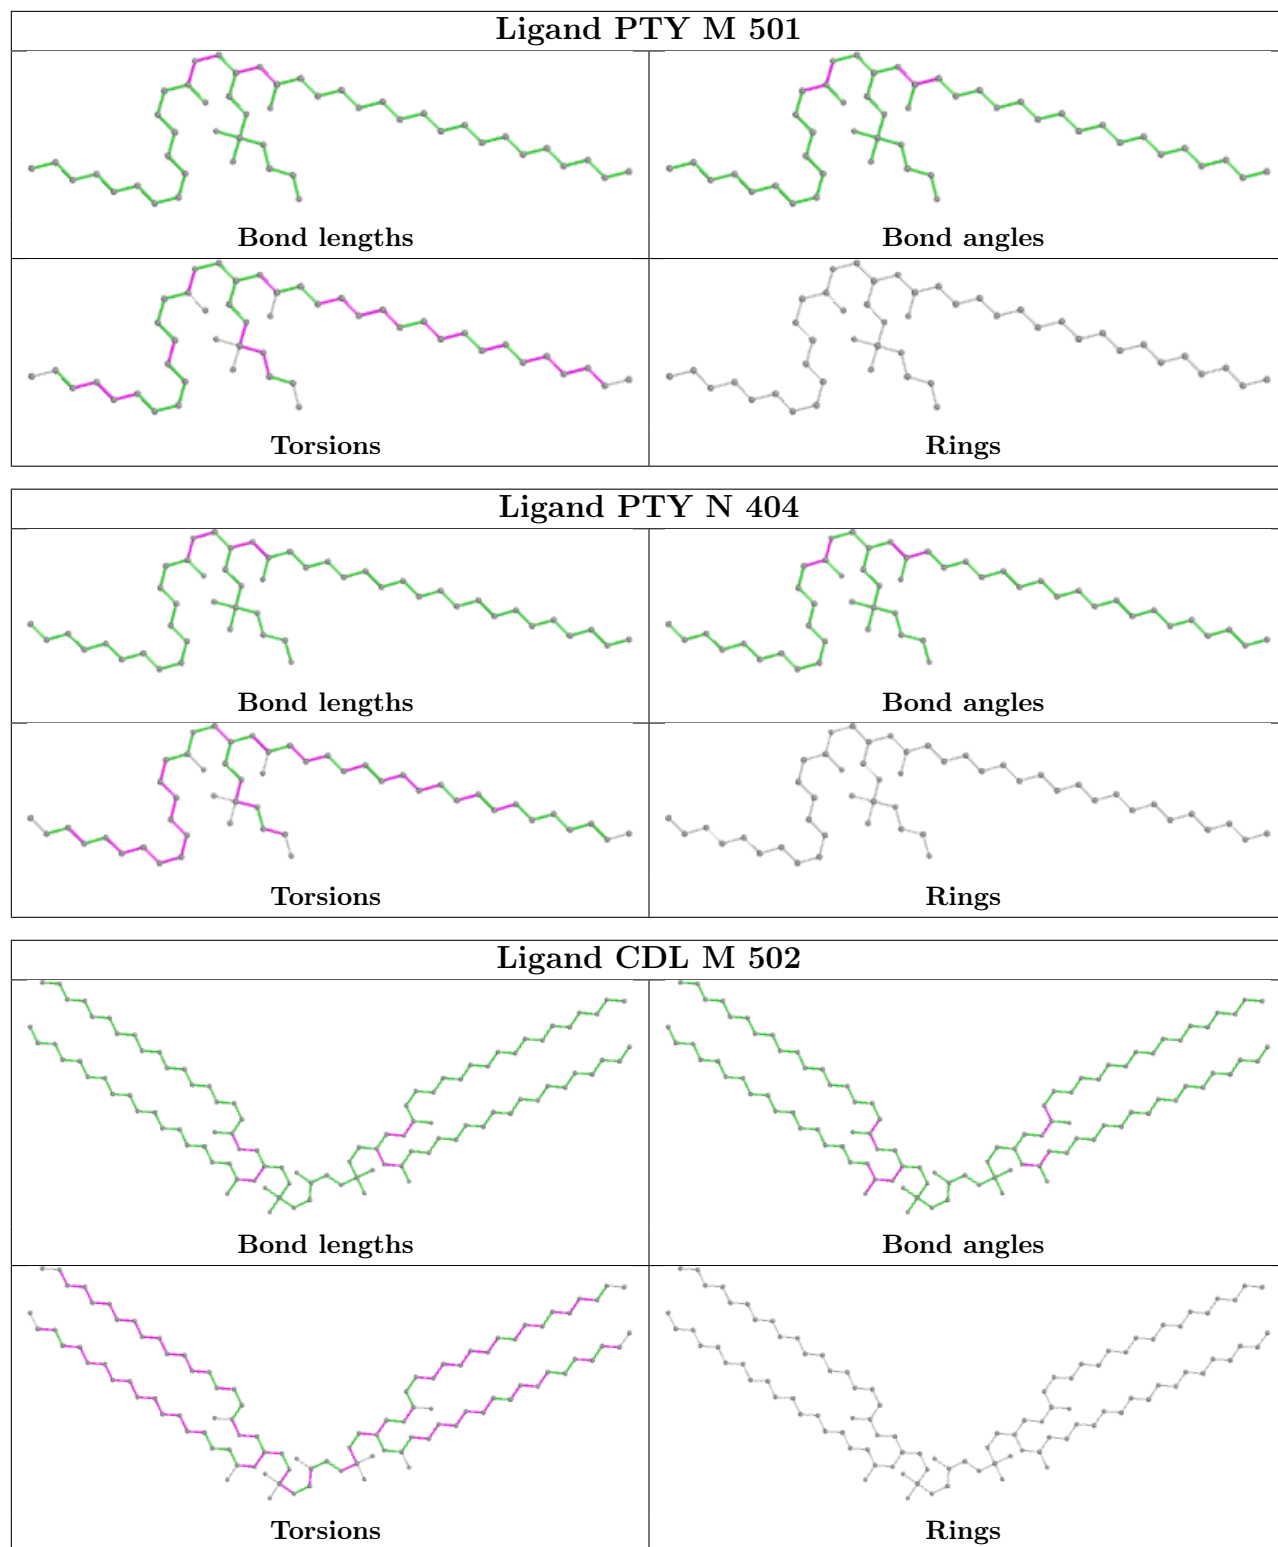 Ligand PTY M 501
Bond lengths
Bond angles
Torsions
Rings
Ligand PTY N 404
Bond lengths
Bond angles
Torsions
Rings
Ligand CDL M 502
Bond lengths
Bond angles
Torsions
Rings